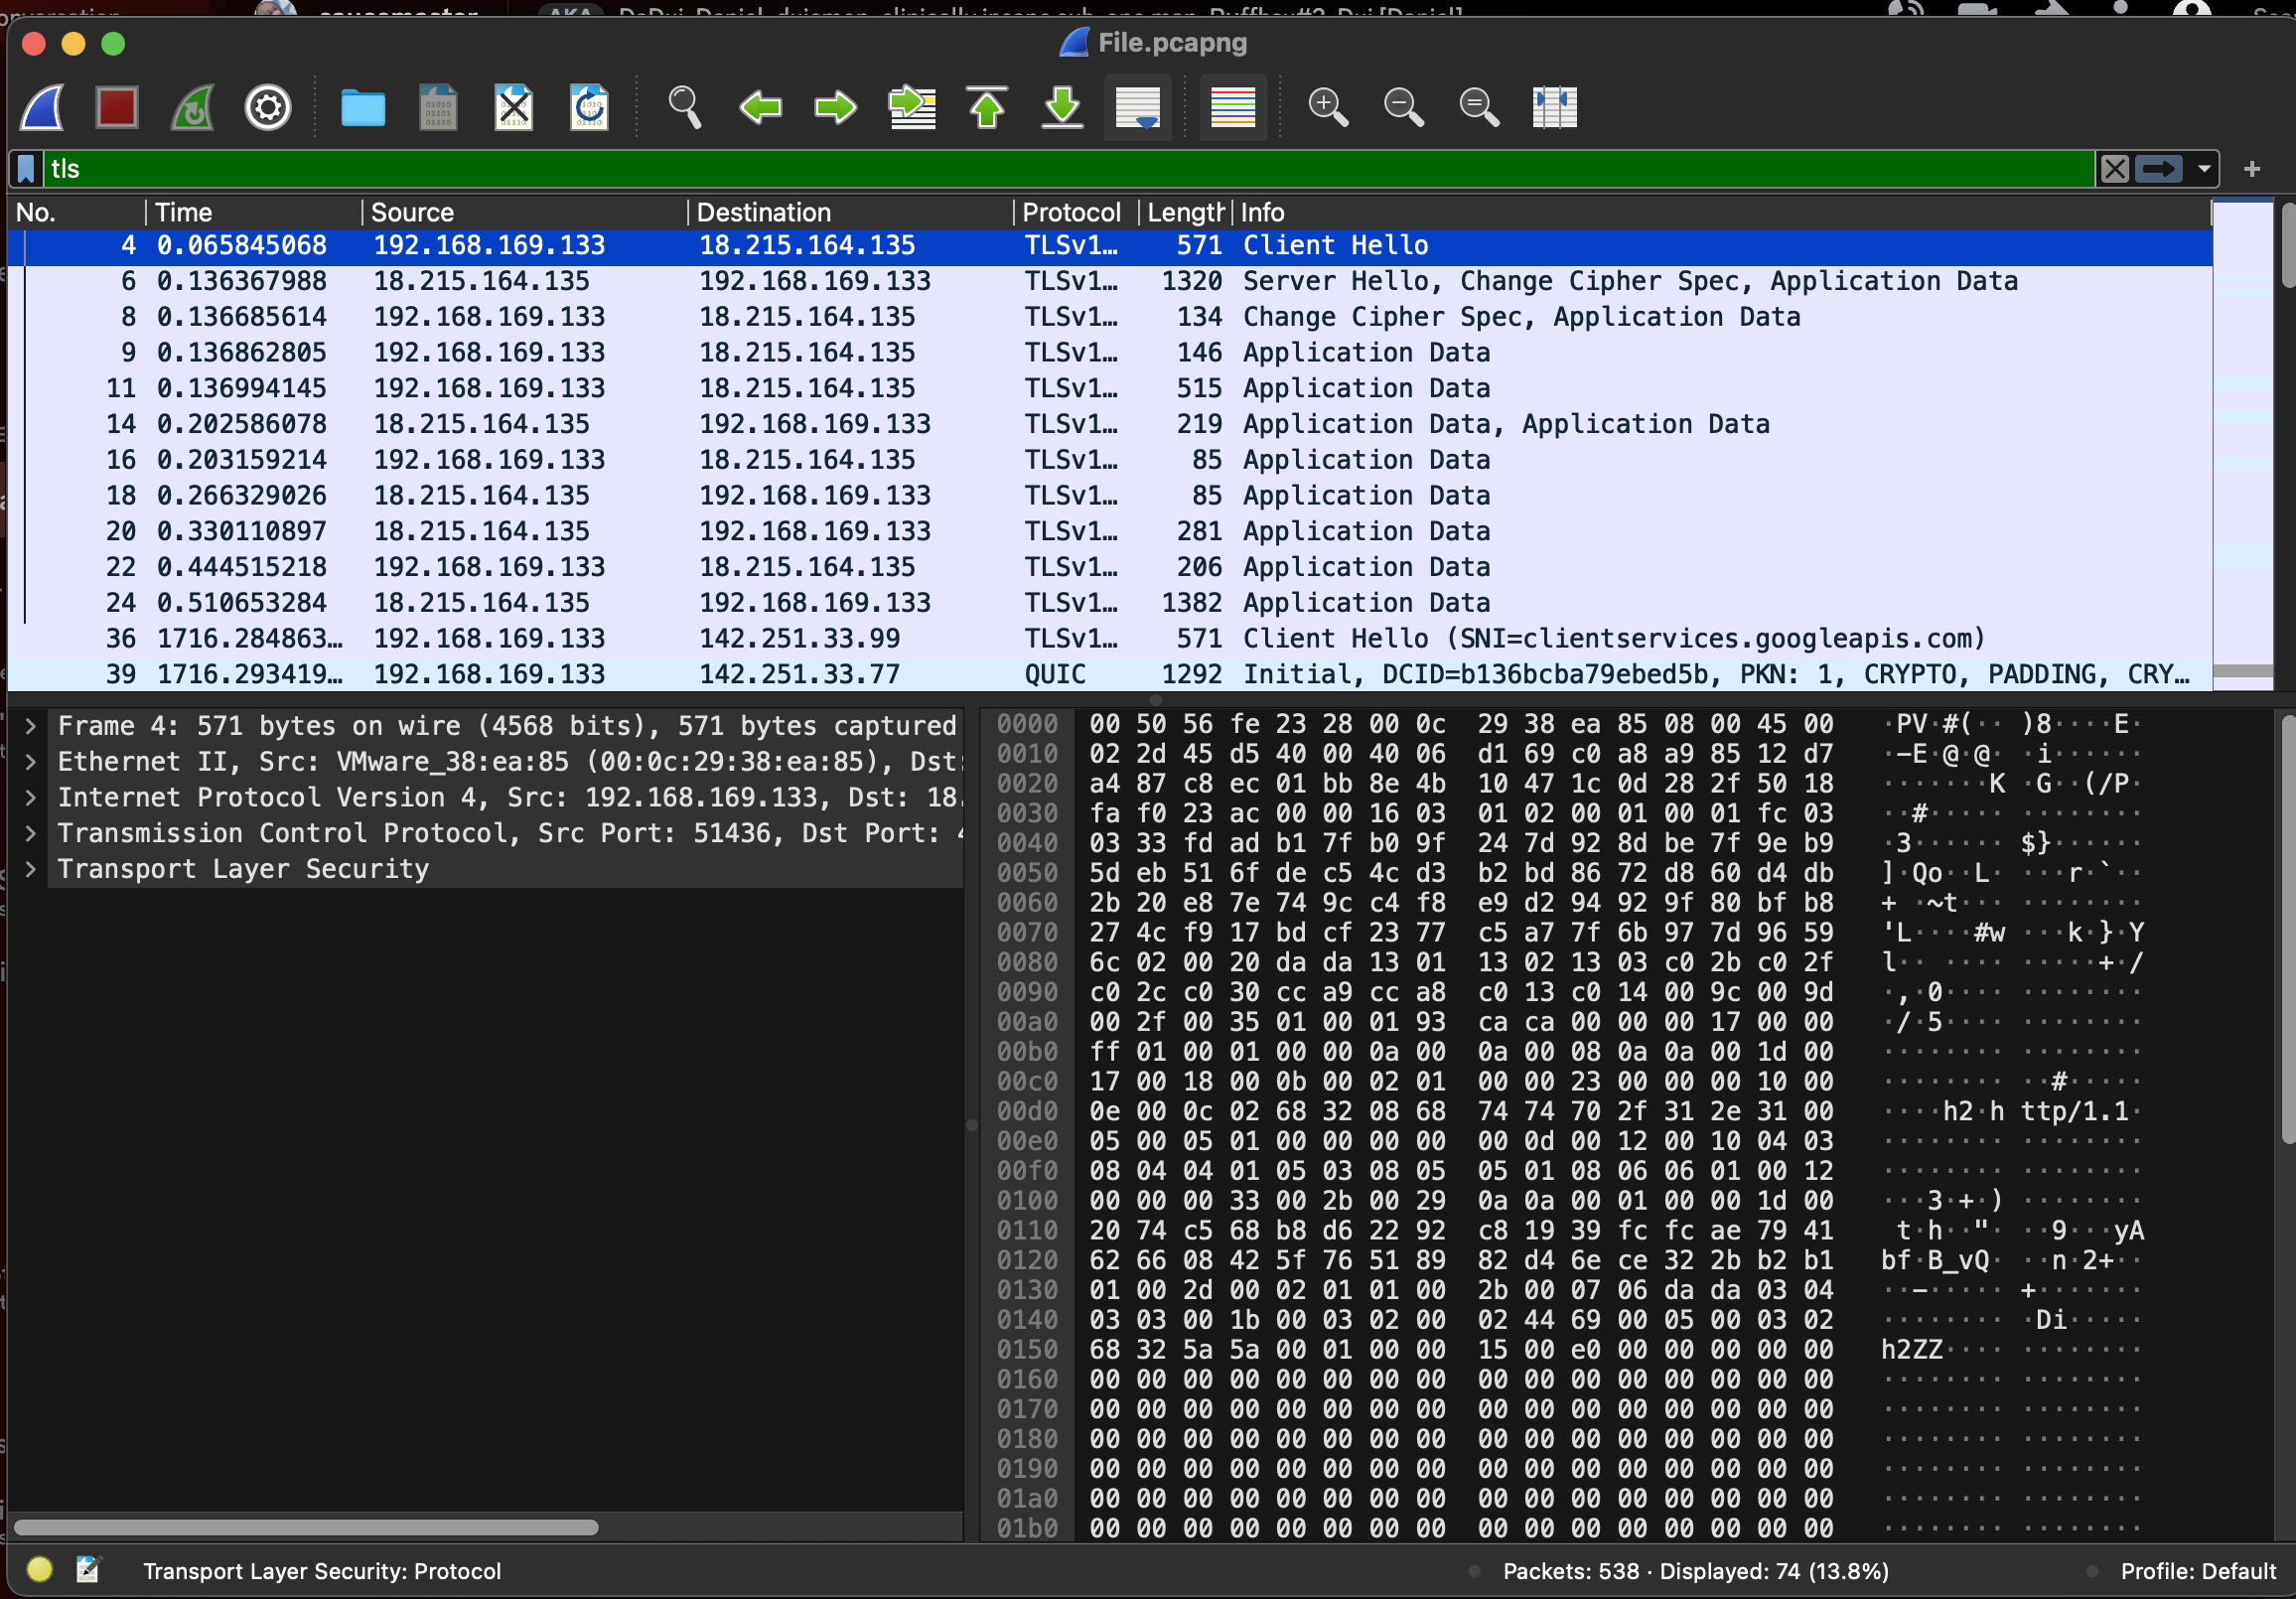 File.pcapng
tls
No. Time Source Destination Protocol Length Info
4 0.065845068 192.168.169.133 18.215.164.135 TLSv1… 571 Client Hello
6 0.136367988 18.215.164.135 192.168.169.133 TLSv1… 1320 Server Hello, Change Cipher Spec, Application Data
8 0.136685614 192.168.169.133 18.215.164.135 TLSv1… 134 Change Cipher Spec, Application Data
9 0.136862805 192.168.169.133 18.215.164.135 TLSv1… 146 Application Data
11 0.136994145 192.168.169.133 18.215.164.135 TLSv1… 515 Application Data
14 0.202586078 18.215.164.135 192.168.169.133 TLSv1… 219 Application Data, Application Data
16 0.203159214 192.168.169.133 18.215.164.135 TLSv1… 85 Application Data
18 0.266329026 18.215.164.135 192.168.169.133 TLSv1… 85 Application Data
20 0.330110897 18.215.164.135 192.168.169.133 TLSv1… 281 Application Data
22 0.444515218 192.168.169.133 18.215.164.135 TLSv1… 206 Application Data
24 0.510653284 18.215.164.135 192.168.169.133 TLSv1… 1382 Application Data
36 1716.284863… 192.168.169.133 142.251.33.99 TLSv1… 571 Client Hello (SNI=clientservices.googleapis.com)
39 1716.293419… 192.168.169.133 142.251.33.77 QUIC 1292 Initial, DCID=b136bcba79ebed5b, PKN: 1, CRYPTO, PADDING, CRY…
Frame 4: 571 bytes on wire (4568 bits), 571 bytes captured
Ethernet II, Src: VMware_38:ea:85 (00:0c:29:38:ea:85), Dst:
Internet Protocol Version 4, Src: 192.168.169.133, Dst: 18.
Transmission Control Protocol, Src Port: 51436, Dst Port: 4
Transport Layer Security
0000 00 50 56 fe 23 28 00 0c 29 38 ea 85 08 00 45 00 ·PV·#(·· )8····E·
0010 02 2d 45 d5 40 00 40 06 d1 69 c0 a8 a9 85 12 d7 ·-E·@·@· ·i······
0020 a4 87 c8 ec 01 bb 8e 4b 10 47 1c 0d 28 2f 50 18 ·······K ·G··(/P·
0030 fa f0 23 ac 00 00 16 03 01 02 00 01 00 01 fc 03 ··#····· ········
0040 03 33 fd ad b1 7f b0 9f 24 7d 92 8d be 7f 9e b9 ·3······ $}······
0050 5d eb 51 6f de c5 4c d3 b2 bd 86 72 d8 60 d4 db ]·Qo··L· ···r·`··
0060 2b 20 e8 7e 74 9c c4 f8 e9 d2 94 92 9f 80 bf b8 + ·~t··· ········
0070 27 4c f9 17 bd cf 23 77 c5 a7 7f 6b 97 7d 96 59 'L····#w ···k·}·Y
0080 6c 02 00 20 da da 13 01 13 02 13 03 c0 2b c0 2f l·· ···· ·····+·/
0090 c0 2c c0 30 cc a9 cc a8 c0 13 c0 14 00 9c 00 9d ·,·0···· ········
00a0 00 2f 00 35 01 00 01 93 ca ca 00 00 00 17 00 00 ·/·5···· ········
00b0 ff 01 00 01 00 00 0a 00 0a 00 08 0a 0a 00 1d 00 ········ ········
00c0 17 00 18 00 0b 00 02 01 00 00 23 00 00 00 10 00 ········ ··#·····
00d0 0e 00 0c 02 68 32 08 68 74 74 70 2f 31 2e 31 00 ····h2·h ttp/1.1·
00e0 05 00 05 01 00 00 00 00 00 0d 00 12 00 10 04 03 ········ ········
00f0 08 04 04 01 05 03 08 05 05 01 08 06 06 01 00 12 ········ ········
0100 00 00 00 33 00 2b 00 29 0a 0a 00 01 00 00 1d 00 ···3·+·) ········
0110 20 74 c5 68 b8 d6 22 92 c8 19 39 fc fc ae 79 41 t·h··"· ··9···yA
0120 62 66 08 42 5f 76 51 89 82 d4 6e ce 32 2b b2 b1 bf·B_vQ· ··n·2+··
0130 01 00 2d 00 02 01 01 00 2b 00 07 06 da da 03 04 ··-····· +·······
0140 03 03 00 1b 00 03 02 00 02 44 69 00 05 00 03 02 ········ ·Di·····
0150 68 32 5a 5a 00 01 00 00 15 00 e0 00 00 00 00 00 h2ZZ···· ········
0160 00 00 00 00 00 00 00 00 00 00 00 00 00 00 00 00 ········ ········
0170 00 00 00 00 00 00 00 00 00 00 00 00 00 00 00 00 ········ ········
0180 00 00 00 00 00 00 00 00 00 00 00 00 00 00 00 00 ········ ········
0190 00 00 00 00 00 00 00 00 00 00 00 00 00 00 00 00 ········ ········
01a0 00 00 00 00 00 00 00 00 00 00 00 00 00 00 00 00 ········ ········
01b0 00 00 00 00 00 00 00 00 00 00 00 00 00 00 00 00 ········ ········
Transport Layer Security: Protocol Packets: 538 · Displayed: 74 (13.8%) Profile: Default